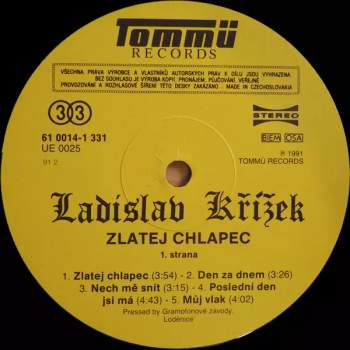 Tommü
RECORDS
VŠECHNA PRÁVA VÝROBCE A VLASTNÍKŮ AUTORSKÝCH PRÁV K DÍLU JSOU VYHRAZENA
BEZ SOUHLASU JE VÝROBA KOPIÍ, PRONÁJEM, PŮJČOVÁNÍ, VEŘEJNÉ
PROVOZOVÁNÍ A ROZHLASOVÉ ŠÍŘENÍ TÉTO DESKY ZAKÁZÁNO · MADE IN CZECHOSLOVAKIA
33
STEREO
61 0014-1 331
UE 0025
BIEM OSA
91 2
℗ 1991
TOMMÜ RECORDS
Ladislav Křížek
ZLATEJ CHLAPEC
1. strana
1. Zlatej chlapec (3:54) - 2. Den za dnem (3:26)
3. Nech mě snít (3:15) - 4. Poslední den
jsi má (4:43) - 5. Můj vlak (4:02)
Pressed by Gramofonové závody,
Loděnice